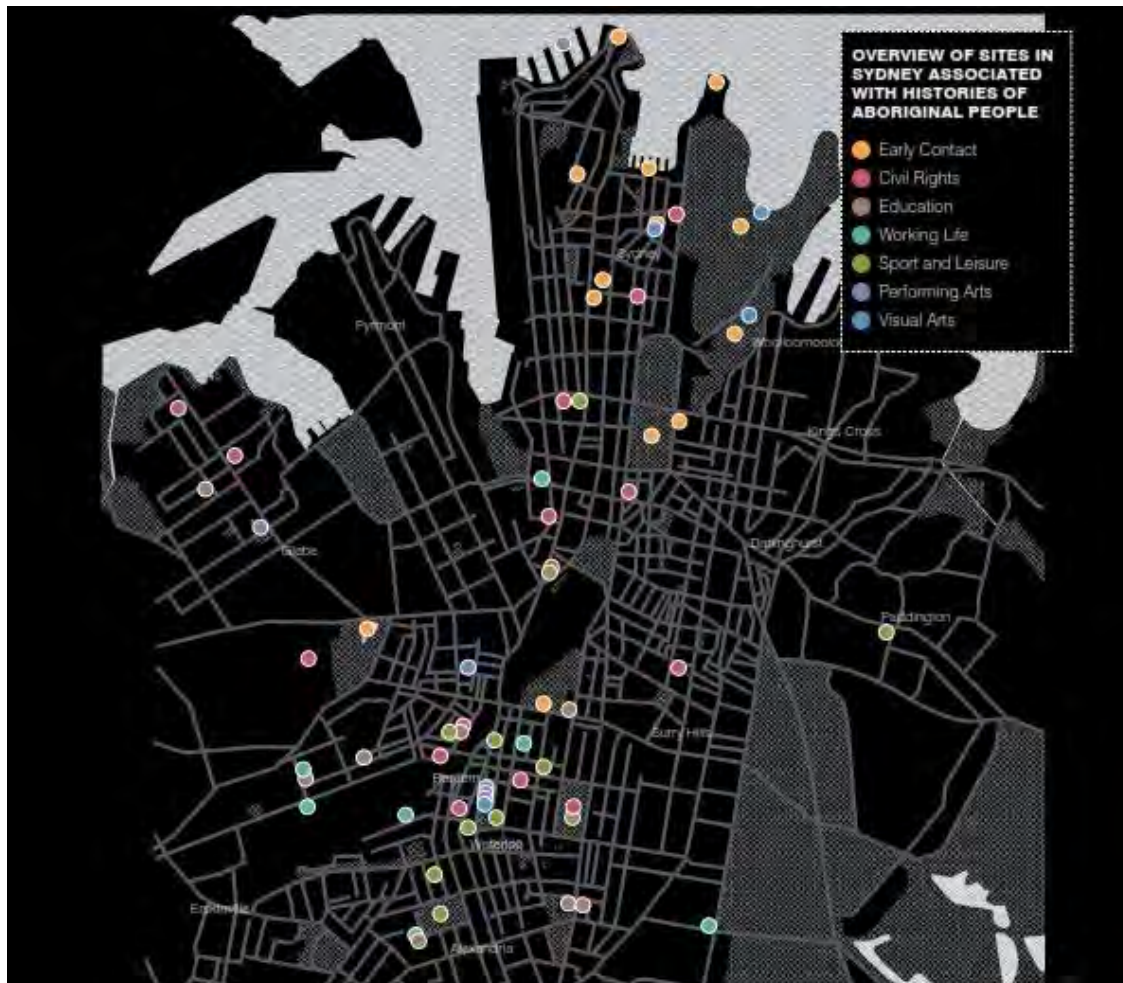 OVERVIEW OF SITES IN
SYDNEY ASSOCIATED
WITH HISTORIES OF
ABORIGINAL PEOPLE
Early Contact
Civil Rights
Education
Working Life
Sport and Leisure
Performing Arts
Visual Arts
Sydney
Pyrmont
Kings Cross
Glebe
Darlinghurst
Paddington
Surry Hills
Redfern
Waterloo
Erskineville
Alexandria